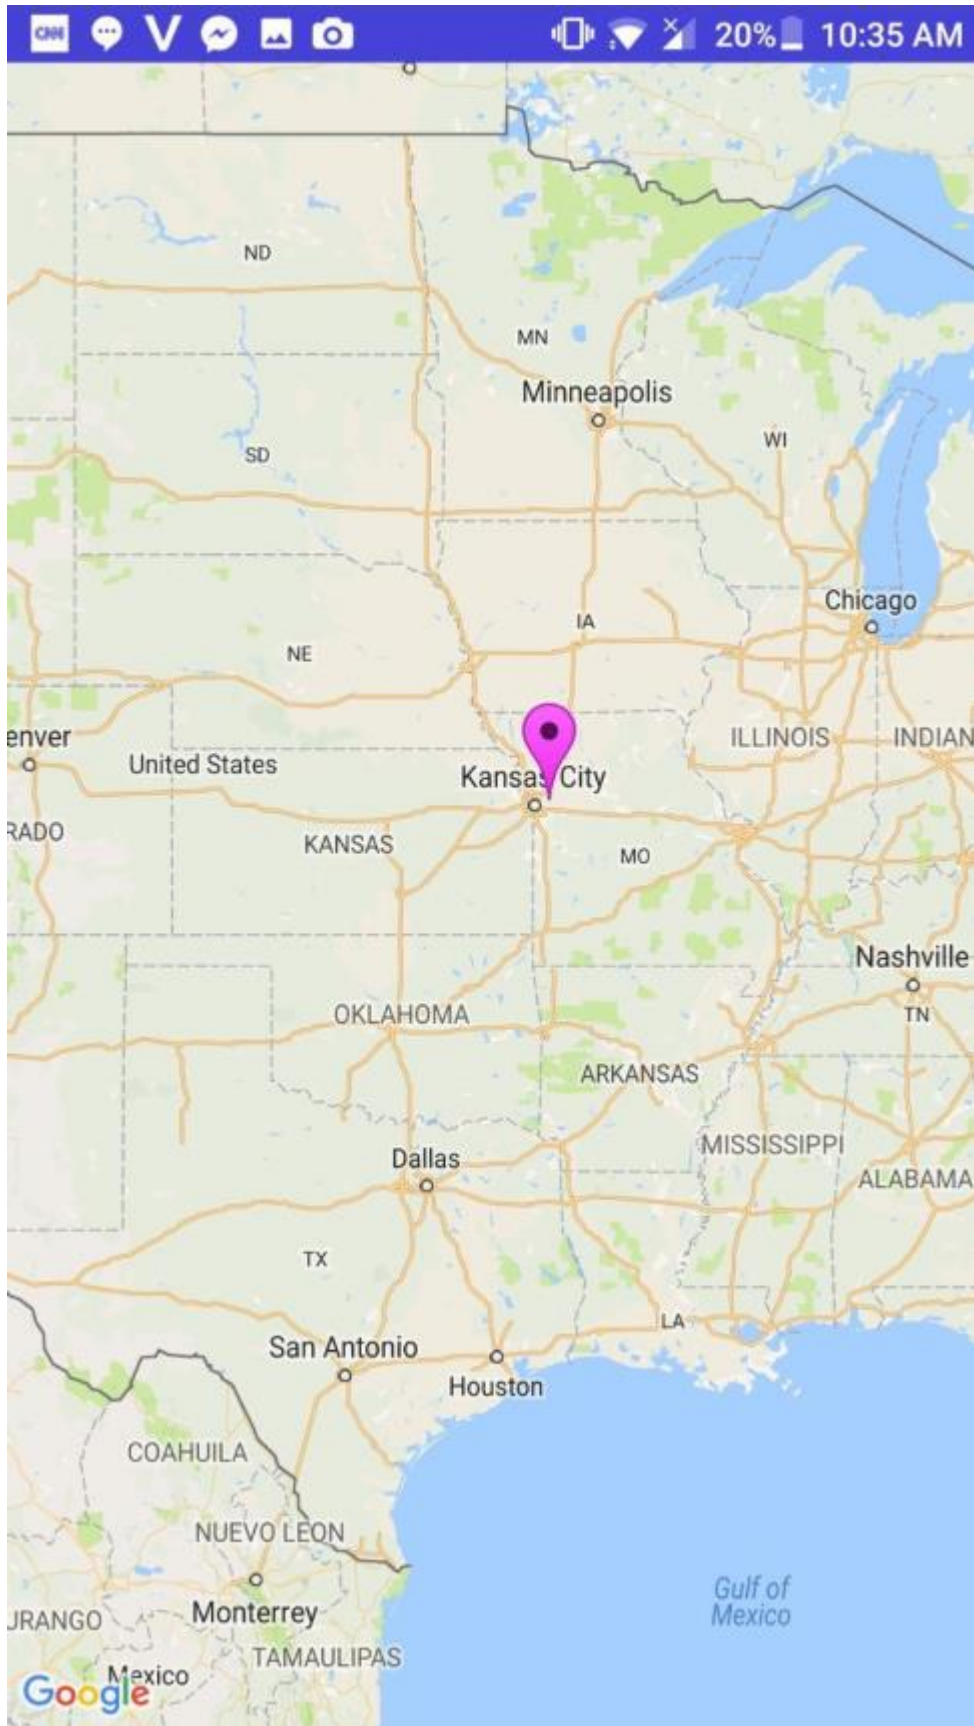 CNN
20%
10:35 AM
ND
MN
Minneapolis
WI
SD
Chicago
IA
NE
enver
ILLINOIS
INDIAN
United States
Kansas City
RADO
KANSAS
MO
Nashville
OKLAHOMA
TN
ARKANSAS
MISSISSIPPI
Dallas
ALABAMA
TX
LA
San Antonio
Houston
COAHUILA
NUEVO LEON
Gulf of
Mexico
Monterrey
URANGO
TAMAULIPAS
Mexico
Google